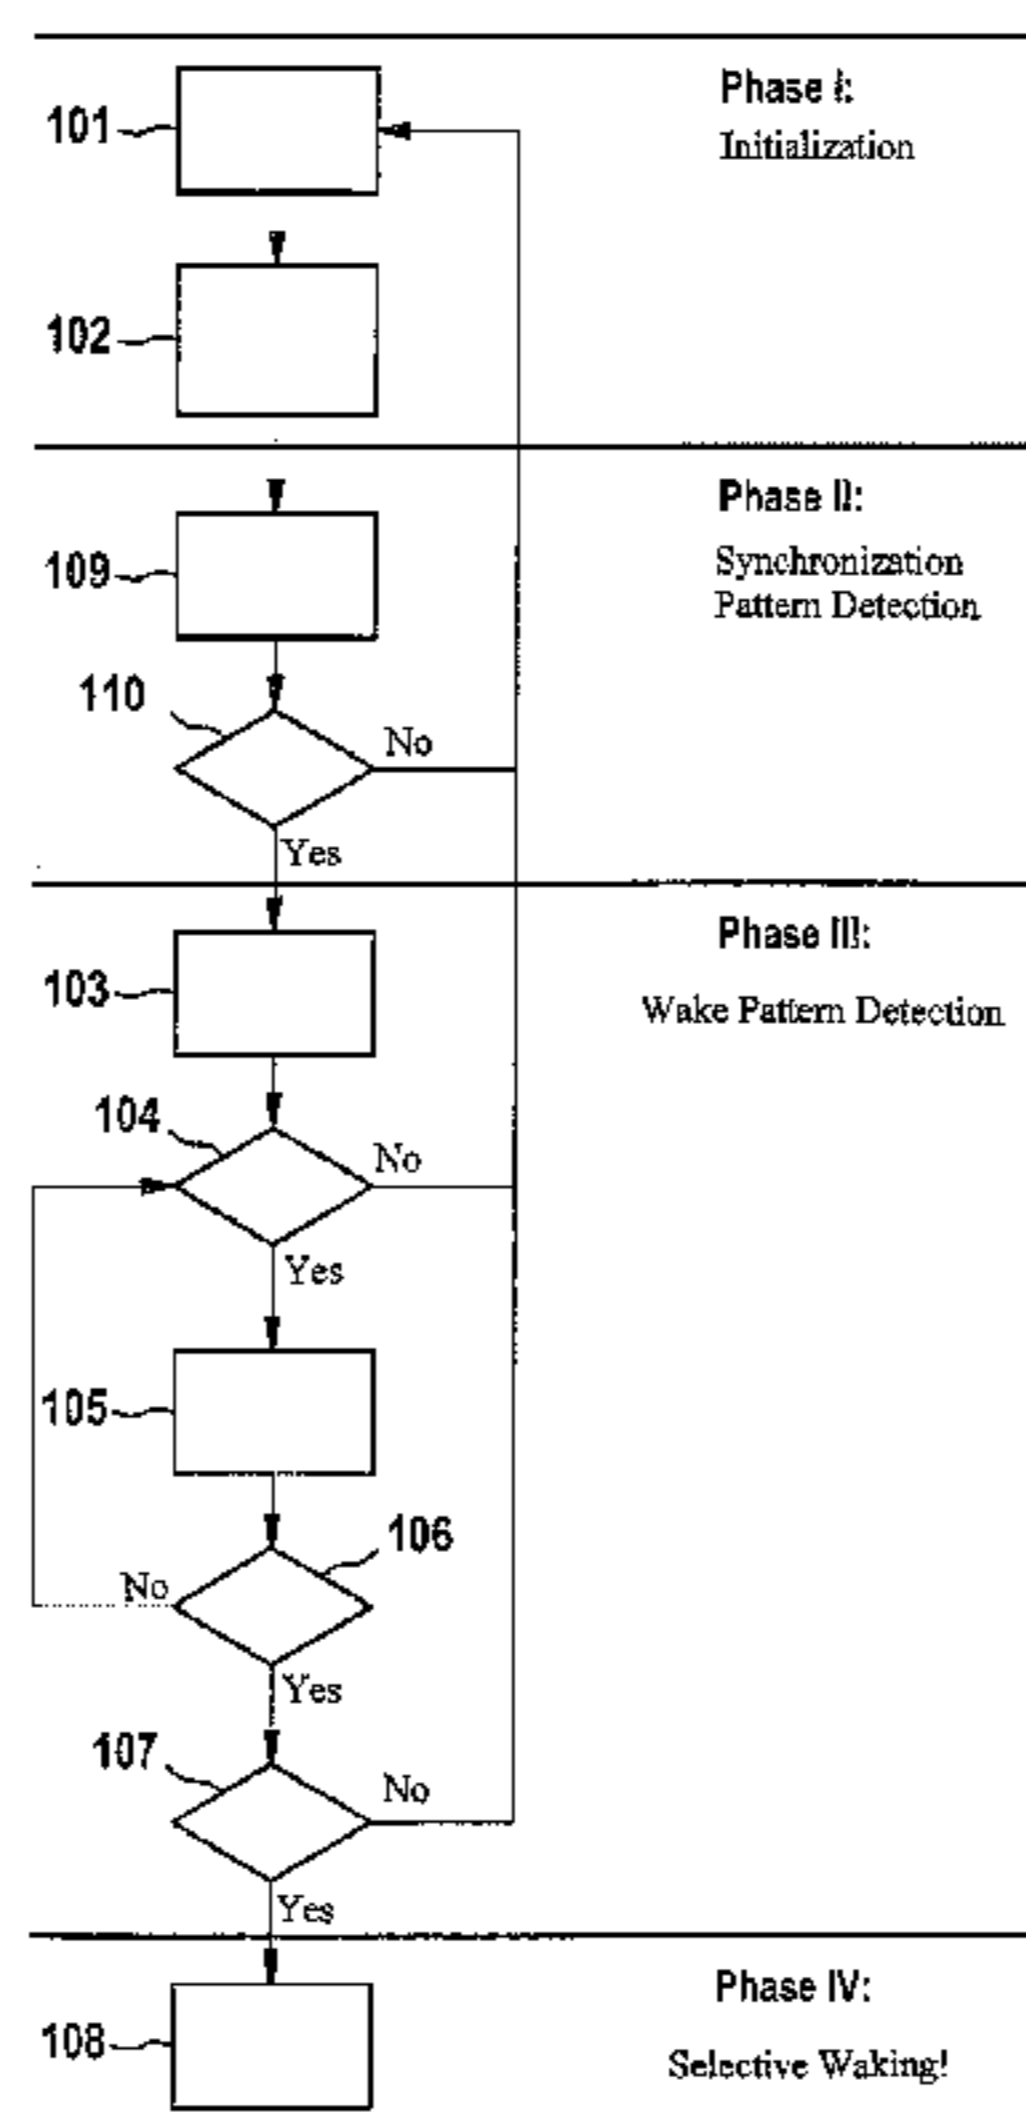 Phase I:
101
Initialization
102
Phase II:
109
Synchronization
Pattern Detection
110
No
Yes
Phase III:
103
Wake Pattern Detection
104
No
Yes
105
106
No
Yes
107
No
Yes
Phase IV:
108
Selective Waking!